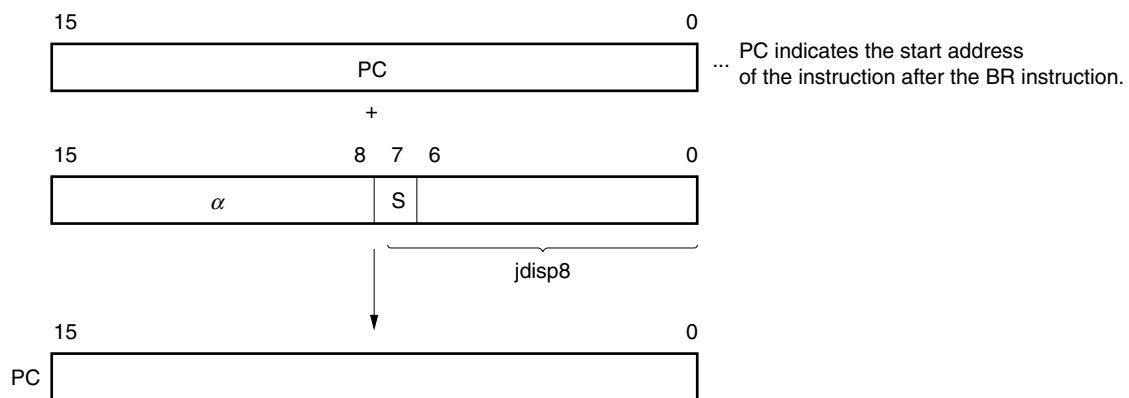 15 0
PC
... PC indicates the start address
of the instruction after the BR instruction.
+
15 8 7 6 0
α S
jdisp8
15 0
PC